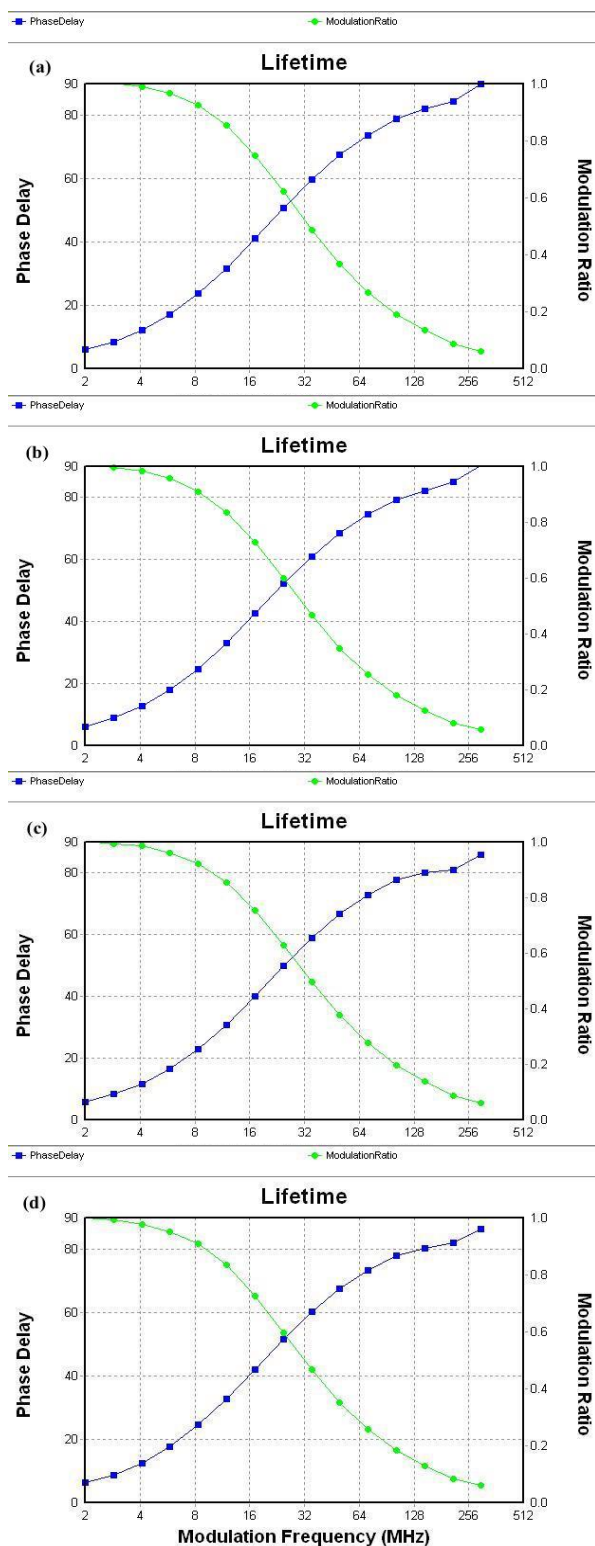 PhaseDelay ModulationRatio
(a) Lifetime
90 1.0
80
0.8
60
0.6
40
0.4
20
0.2
0 0.0
2 4 8 16 32 64 128 256 512
Phase Delay
Modulation Ratio
PhaseDelay ModulationRatio
(b) Lifetime
90 1.0
80
0.8
60
0.6
40
0.4
20
0.2
0 0.0
2 4 8 16 32 64 128 256 512
Phase Delay
Modulation Ratio
PhaseDelay ModulationRatio
(c) Lifetime
90 1.0
80
0.8
60
0.6
40
0.4
20
0.2
0 0.0
2 4 8 16 32 64 128 256 512
Phase Delay
Modulation Ratio
PhaseDelay ModulationRatio
(d) Lifetime
90 1.0
80
0.8
60
0.6
40
0.4
20
0.2
0 0.0
2 4 8 16 32 64 128 256 512
Phase Delay
Modulation Ratio
Modulation Frequency (MHz)